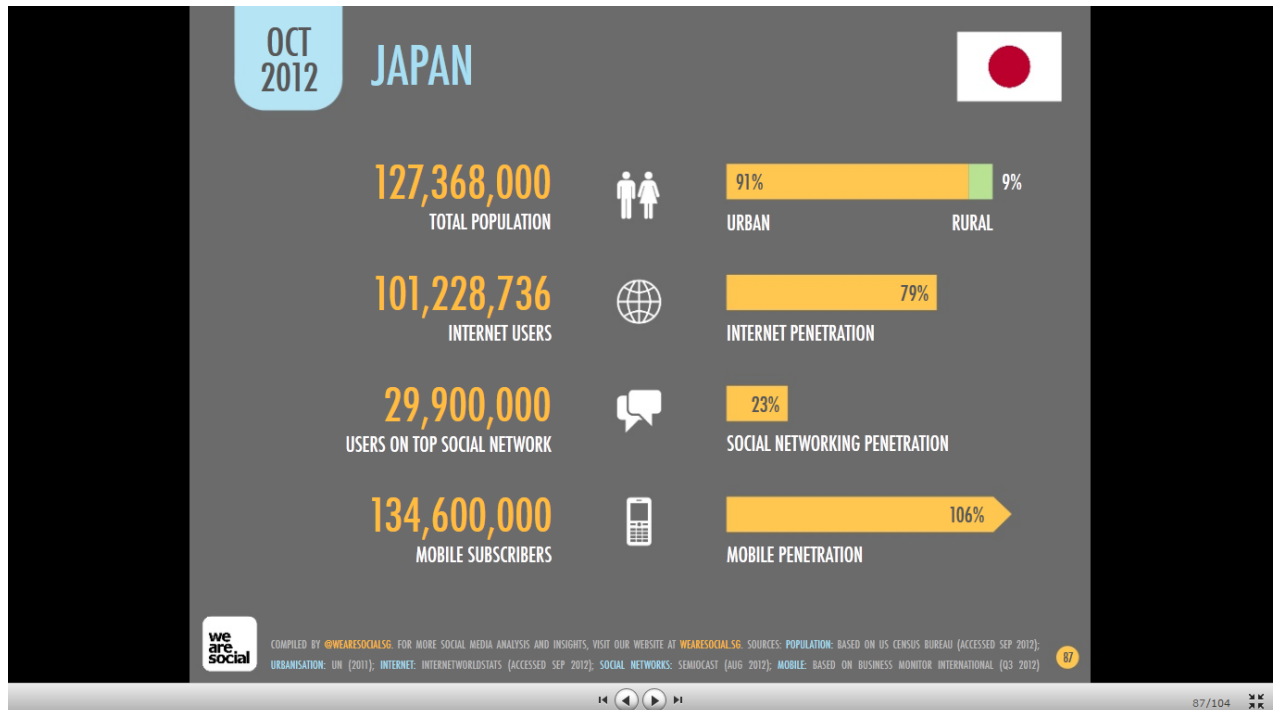 OCT
2012
JAPAN
127,368,000
TOTAL POPULATION
91%
9%
URBAN
RURAL
101,228,736
INTERNET USERS
79%
INTERNET PENETRATION
29,900,000
USERS ON TOP SOCIAL NETWORK
23%
SOCIAL NETWORKING PENETRATION
134,600,000
MOBILE SUBSCRIBERS
106%
MOBILE PENETRATION
we
are
social
COMPILED BY @WEARESOCIALSG. FOR MORE SOCIAL MEDIA ANALYSIS AND INSIGHTS, VISIT OUR WEBSITE AT WEARESOCIAL.SG. SOURCES: POPULATION: BASED ON US CENSUS BUREAU (ACCESSED SEP 2012);
URBANISATION: UN (2011); INTERNET: INTERNETWORLDSTATS (ACCESSED SEP 2012); SOCIAL NETWORKS: SEMIOCAST (AUG 2012); MOBILE: BASED ON BUSINESS MONITOR INTERNATIONAL (Q3 2012)
87
87/104